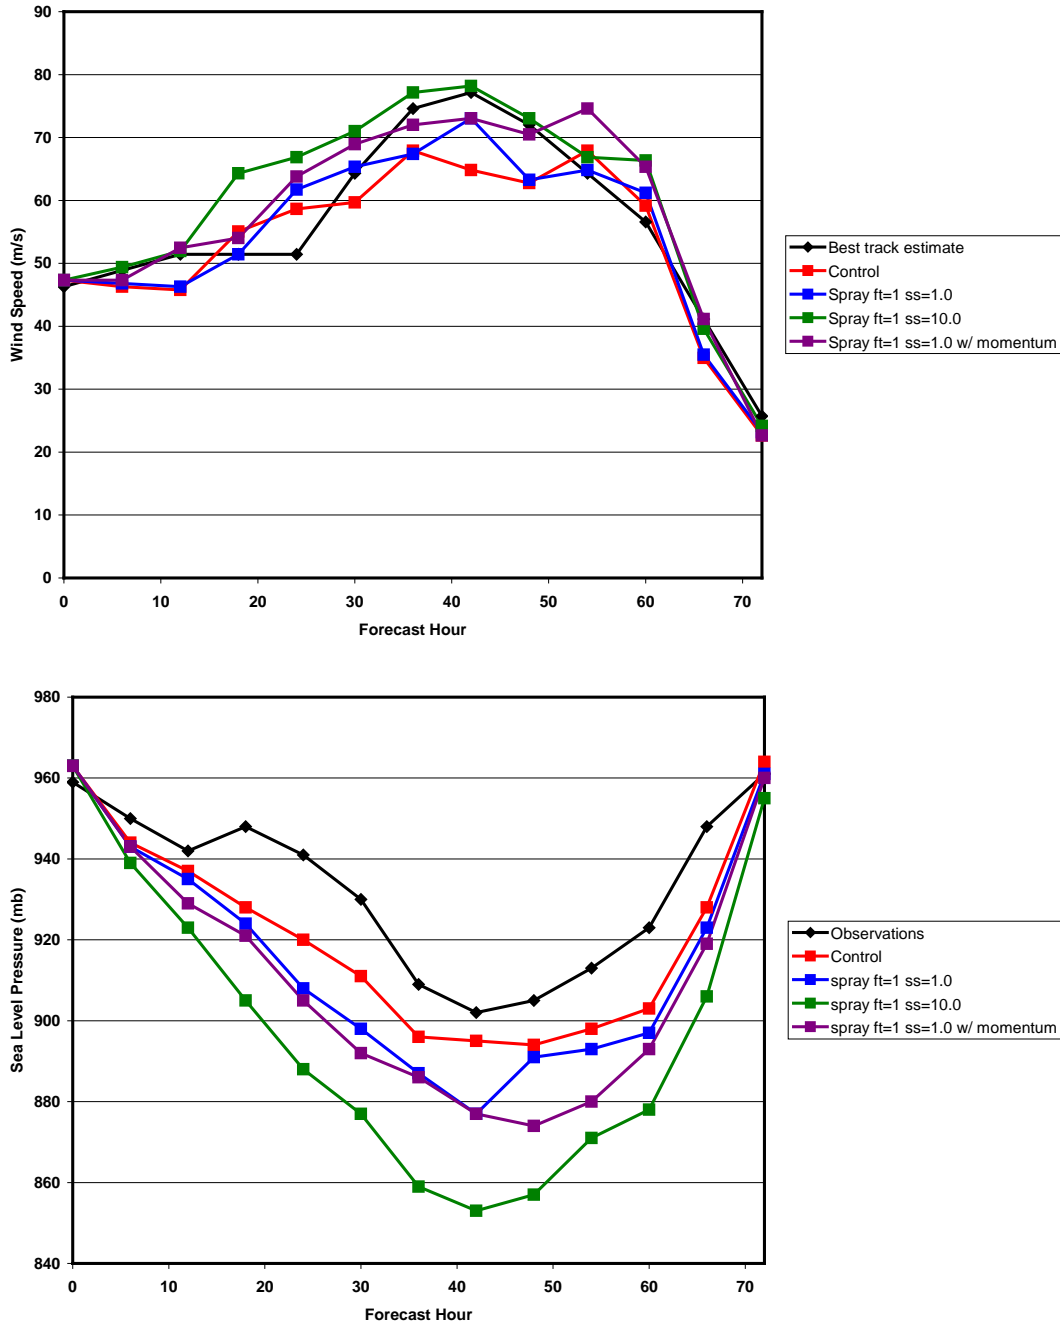 90
80
70
60
50
40
30
20
10
0
Wind Speed (m/s)
0 10 20 30 40 50 60 70
Forecast Hour
Best track estimate
Control
Spray ft=1 ss=1.0
Spray ft=1 ss=10.0
Spray ft=1 ss=1.0 w/ momentum
980
960
940
920
900
880
860
840
Sea Level Pressure (mb)
0 10 20 30 40 50 60 70
Forecast Hour
Observations
Control
spray ft=1 ss=1.0
spray ft=1 ss=10.0
spray ft=1 ss=1.0 w/ momentum